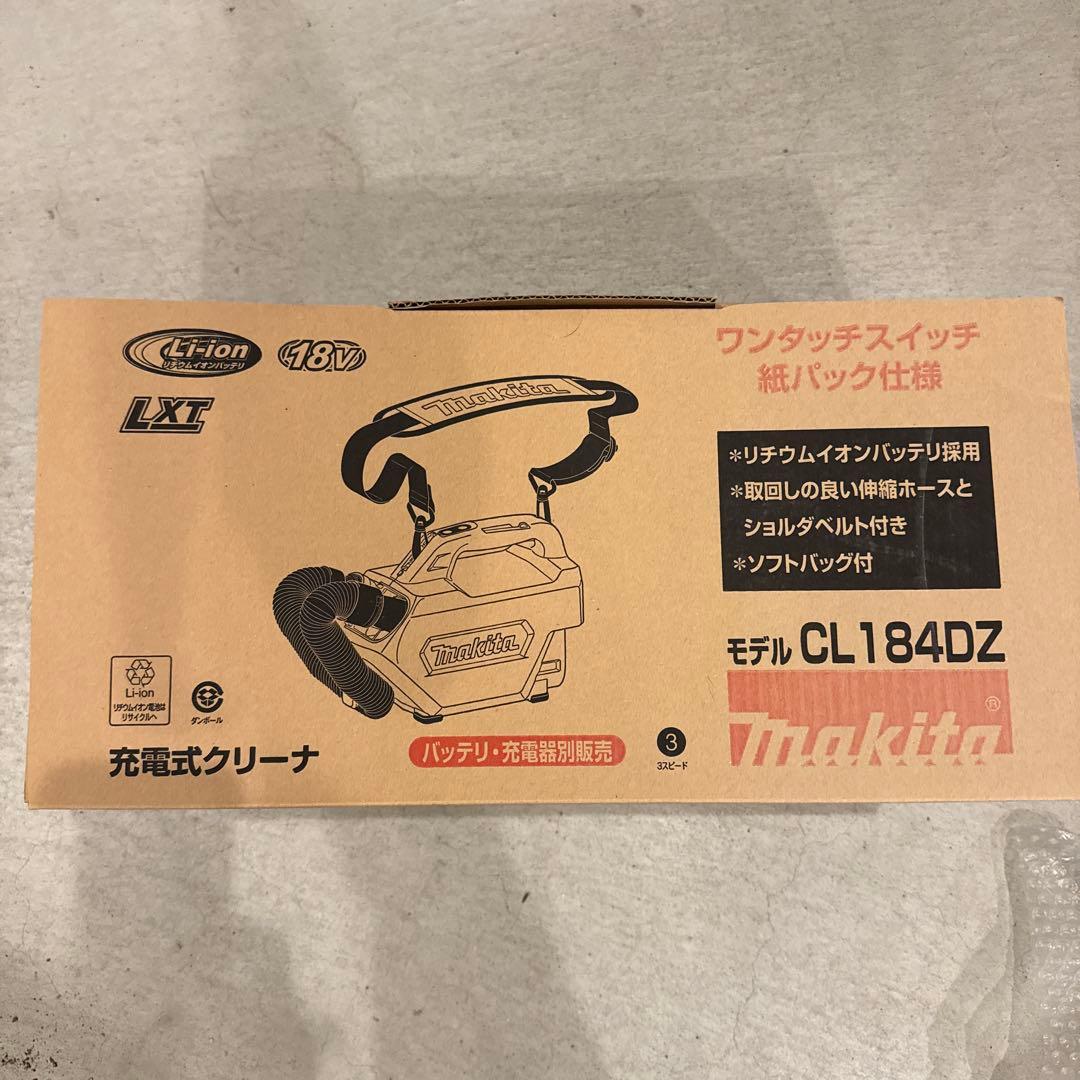 Li-ion
リチウムイオンバッテリ
18V
LXT
makita
makita
ワンタッチスイッチ
紙パック仕様
*リチウムイオンバッテリ採用
*取回しの良い伸縮ホースと
ショルダベルト付き
*ソフトバッグ付
モデル CL184DZ
makita®
Li-ion
リチウムイオン電池は
リサイクルへ
ダンボール
充電式クリーナ
バッテリ・充電器別販売
3
3スピード